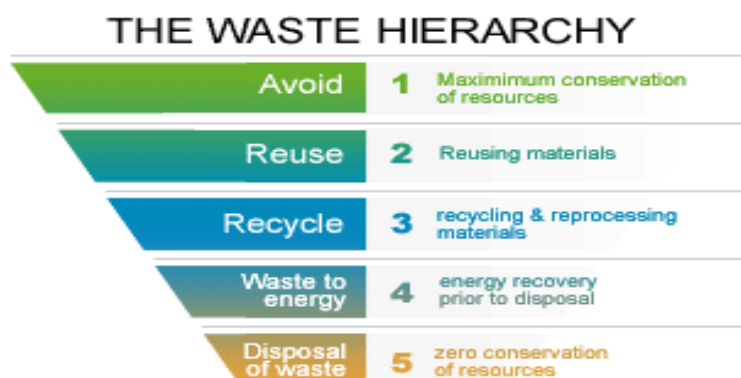 THE WASTE HIERARCHY
Avoid 1 Maximimum conservation
of resources
Reuse 2 Reusing materials
Recycle 3 recycling & reprocessing
materials
Waste to
energy 4 energy recovery
prior to disposal
Disposal
of waste 5 zero conservation
of resources